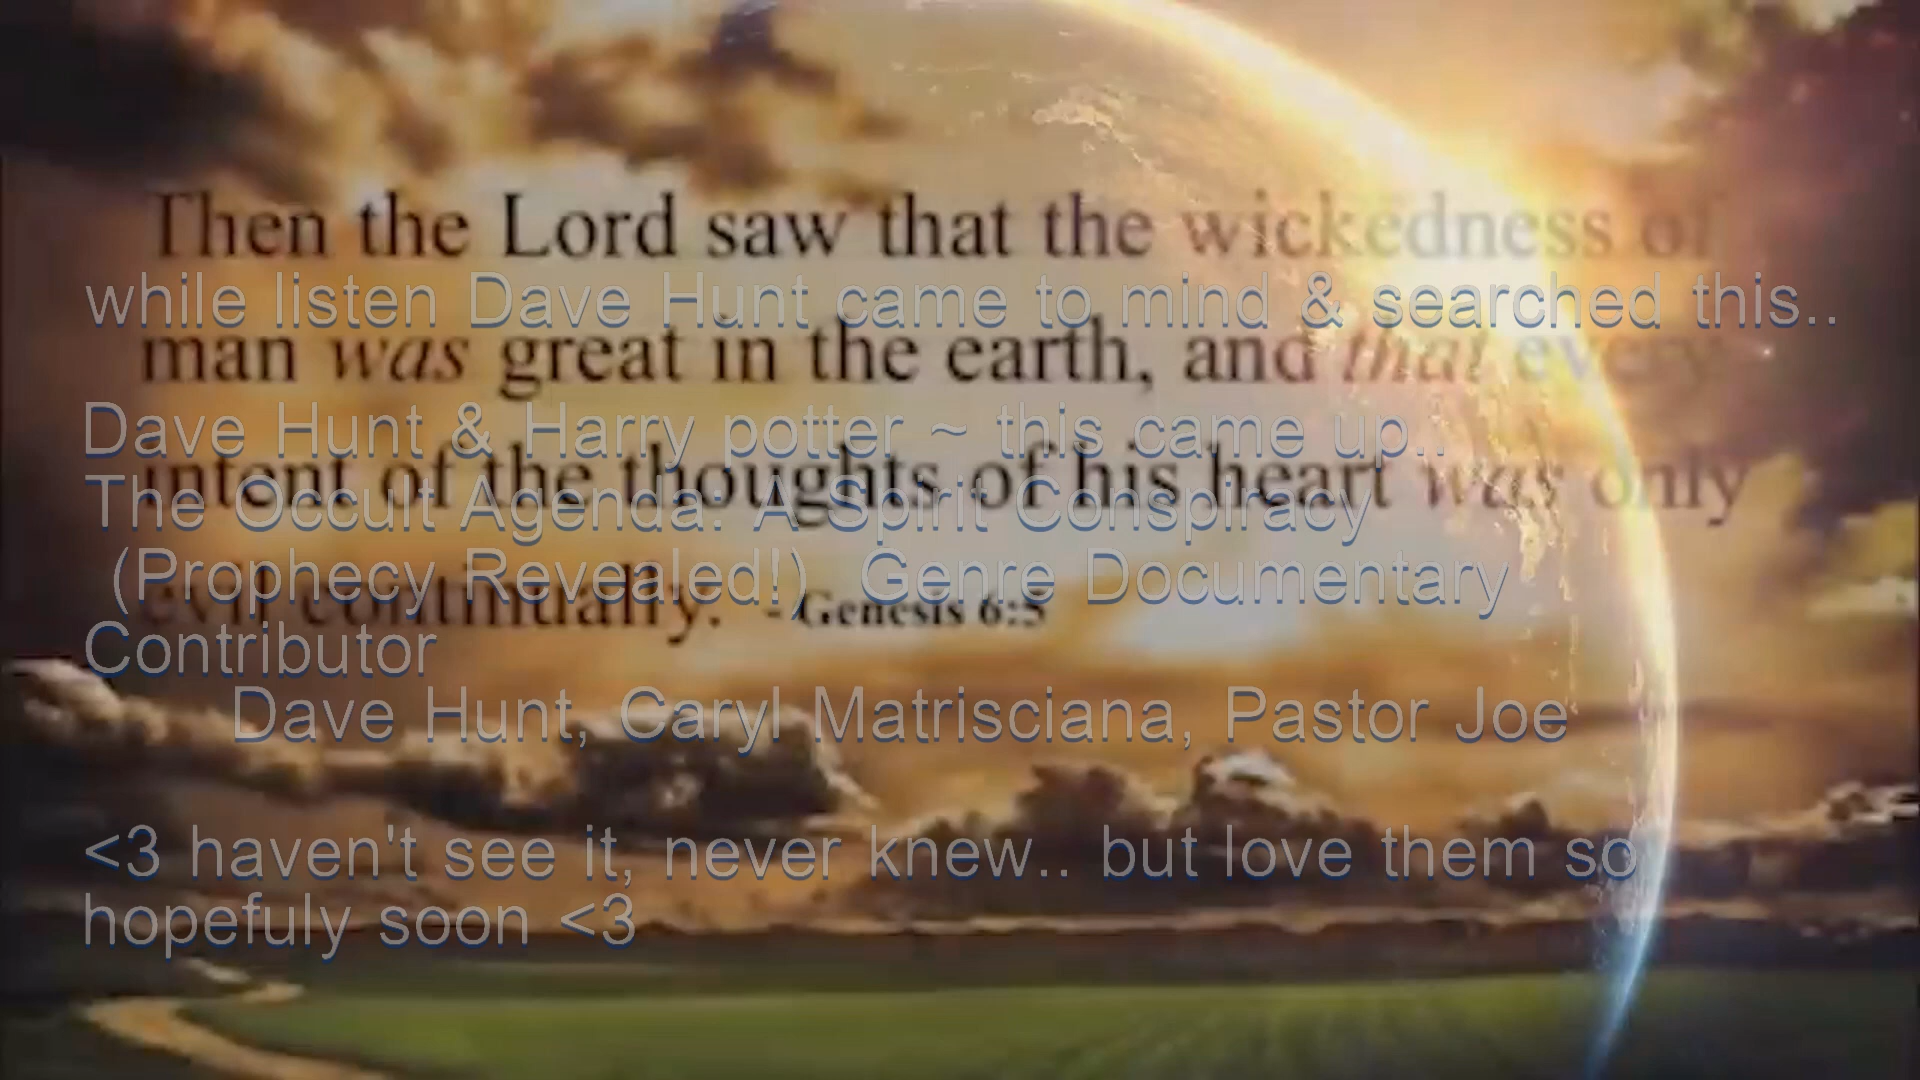 Then the Lord saw that the wickedness of
man was great in the earth, and that every
intent of the thoughts of his heart was only
evil continually. - Genesis 6:5
while listen Dave Hunt came to mind & searched this..
Dave Hunt & Harry potter ~ this came up..
The Occult Agenda: A Spirit Conspiracy
(Prophecy Revealed!) Genre Documentary
Contributor
Dave Hunt, Caryl Matrisciana, Pastor Joe
<3 haven't see it, never knew.. but love them so
hopefuly soon <3